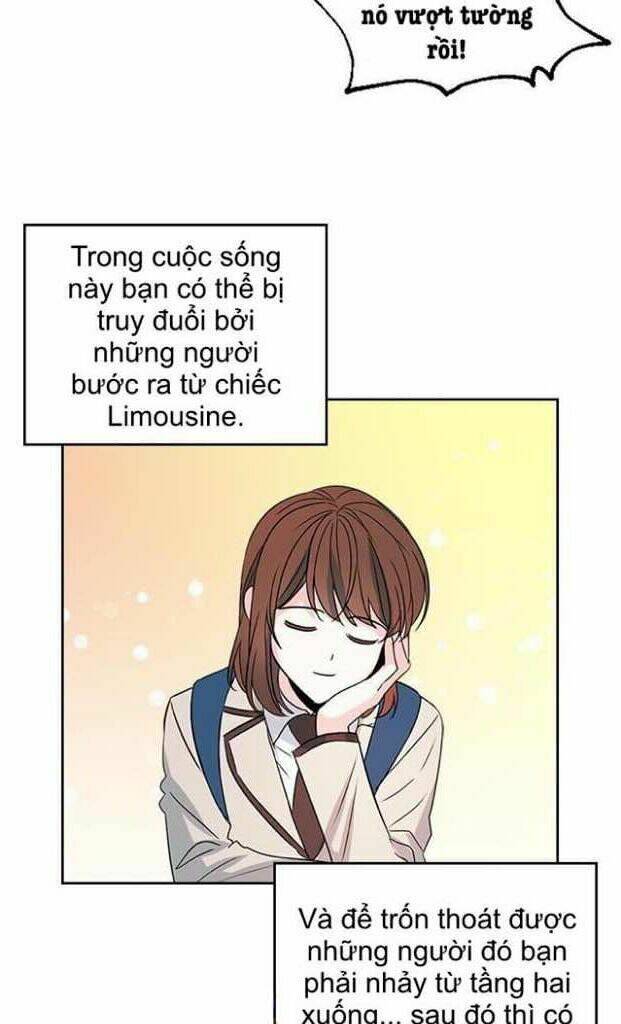 nó vượt tường
rồi!
Trong cuộc sống
này bạn có thể bị
truy đuổi bởi
những người
bước ra từ chiếc
Limousine.
Và để trốn thoát được
những người đó bạn
phải nhảy từ tầng hai
xuống... sau đó thì có